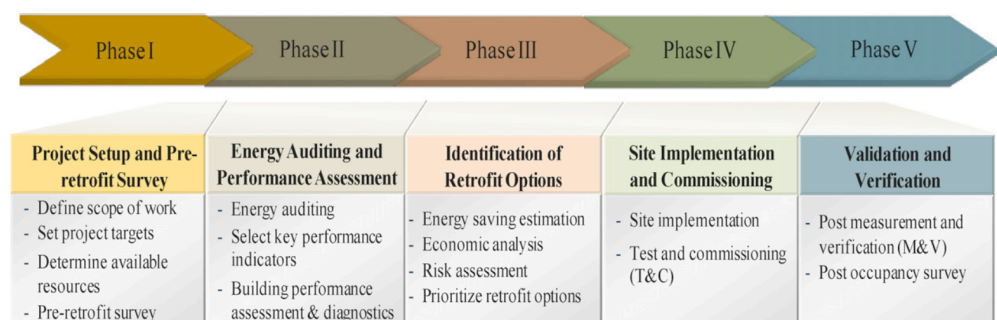 Phase I
Phase II
Phase III
Phase IV
Phase V
Project Setup and Pre-
retrofit Survey
- Define scope of work
- Set project targets
- Determine available
resources
- Pre-retrofit survey
Energy Auditing and
Performance Assessment
- Energy auditing
- Select key performance
indicators
- Building performance
assessment & diagnostics
Identification of
Retrofit Options
- Energy saving estimation
- Economic analysis
- Risk assessment
- Prioritize retrofit options
Site Implementation
and Commissioning
- Site implementation
- Test and commissioning
(T&C)
Validation and
Verification
- Post measurement and
verification (M&V)
- Post occupancy survey